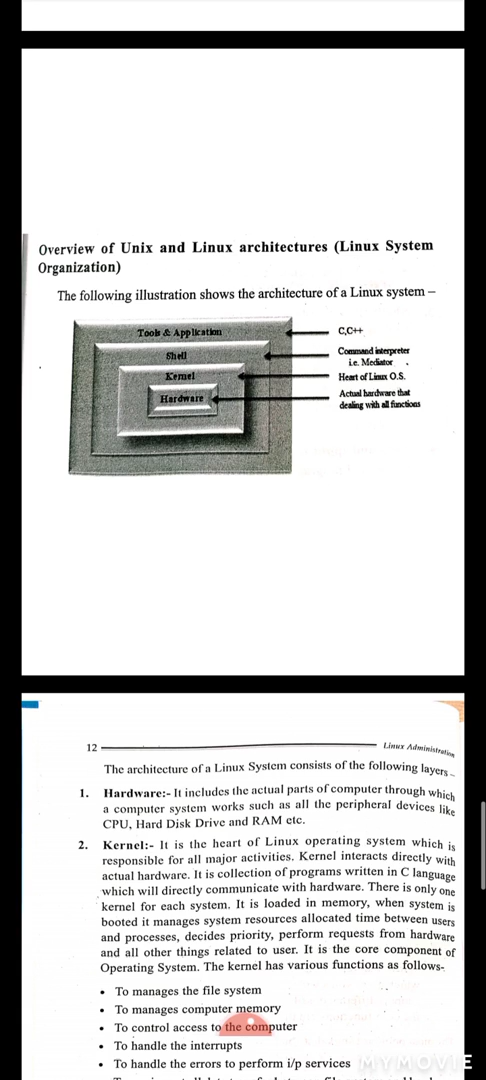 Overview of Unix and Linux architectures (Linux System
Organization)
The following illustration shows the architecture of a Linux system –
Tools & Application
Shell
Kernel
Hardware
C,C++
Command interpreter
i.e. Mediator
Heart of Linux O.S.
Actual hardware that
dealing with all functions
12
Linux Administration
The architecture of a Linux System consists of the following layers –
1. Hardware:- It includes the actual parts of computer through which
a computer system works such as all the peripheral devices like
CPU, Hard Disk Drive and RAM etc.
2. Kernel:- It is the heart of Linux operating system which is
responsible for all major activities. Kernel interacts directly with
actual hardware. It is collection of programs written in C language
which will directly communicate with hardware. There is only one
kernel for each system. It is loaded in memory, when system is
booted it manages system resources allocated time between users
and processes, decides priority, perform requests from hardware
and all other things related to user. It is the core component of
Operating System. The kernel has various functions as follows-
• To manages the file system
• To manages computer memory
• To control access to the computer
• To handle the interrupts
• To handle the errors to perform i/p services
MYMOVIE